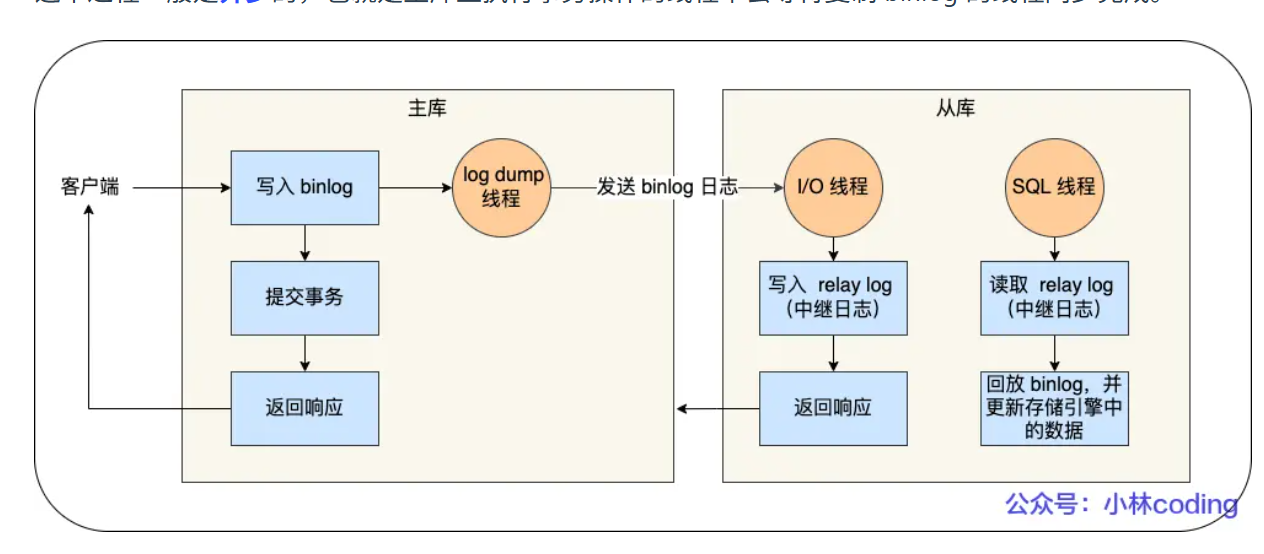 主库
从库
客户端
写入 binlog
log dump
线程
发送 binlog 日志
I/O 线程
SQL 线程
提交事务
写入 relay log
（中继日志）
读取 relay log
（中继日志）
返回响应
返回响应
回放 binlog，并
更新存储引擎中
的数据
公众号：小林coding